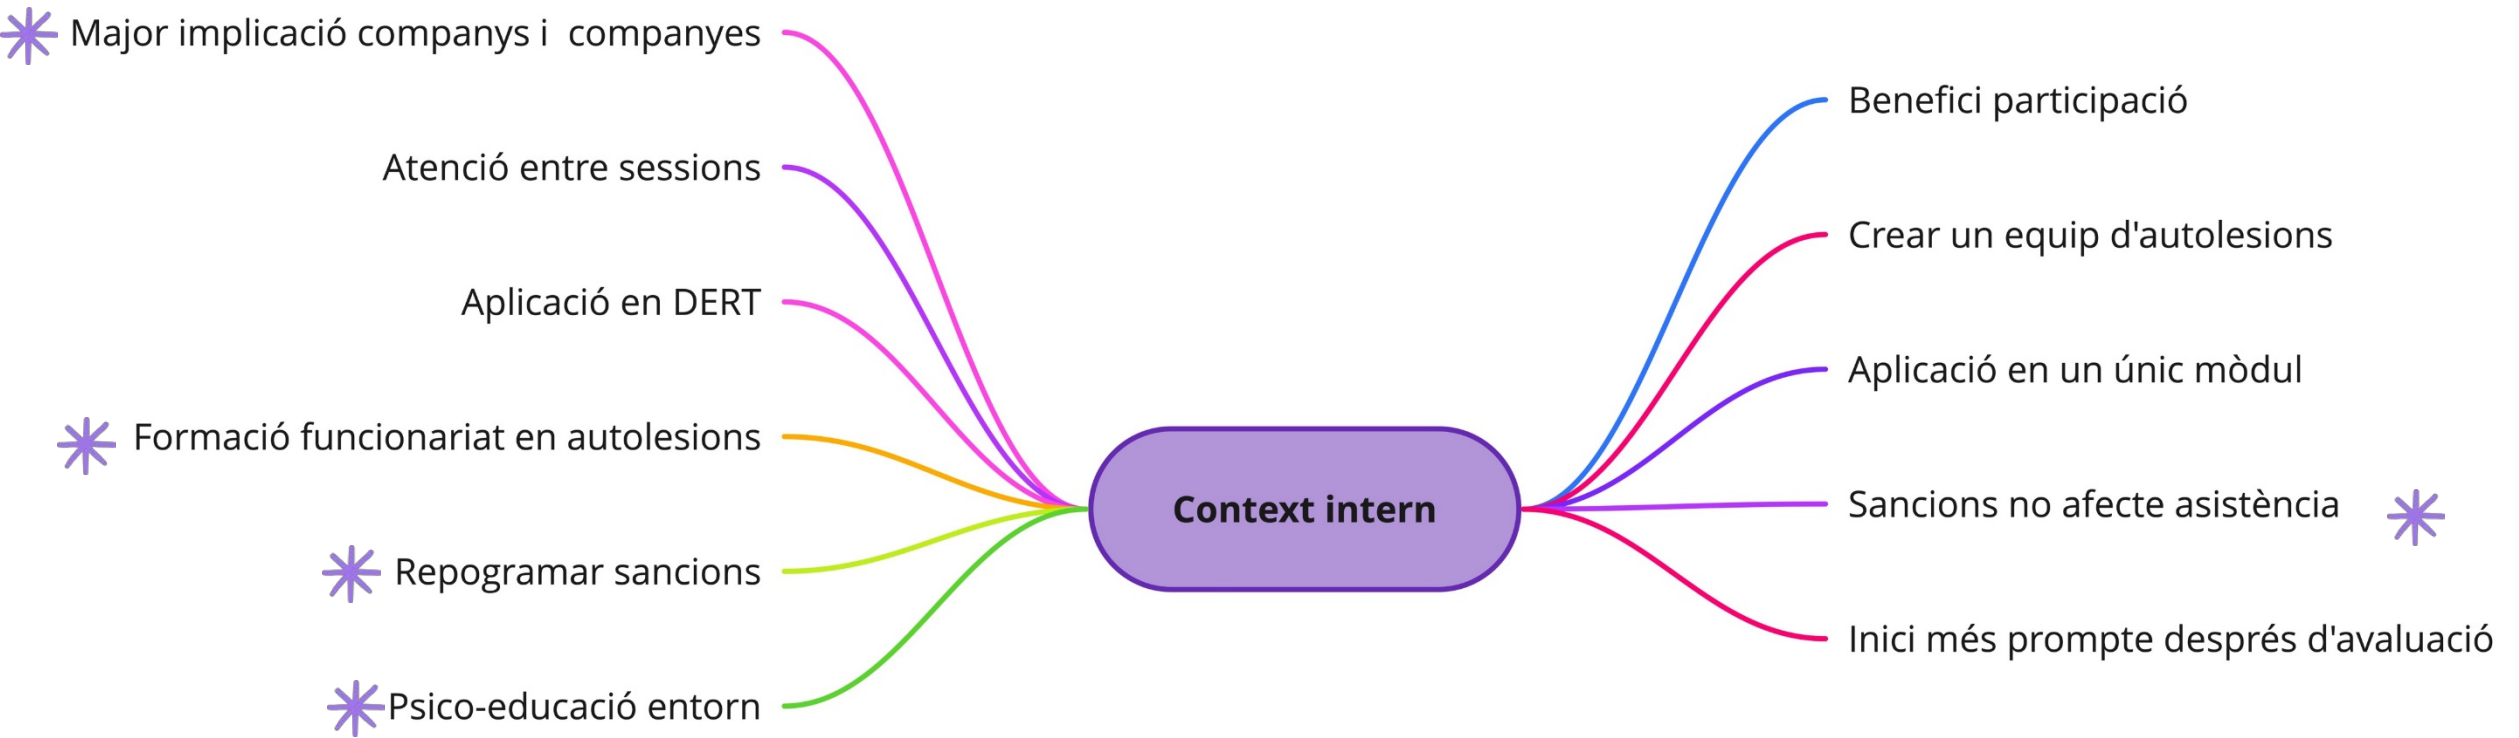 Major implicació companys i  companyes
Atenció entre sessions
Aplicació en DERT
Formació funcionariat en autolesions
Repogramar sancions
Psico-educació entorn
Context intern
Benefici participació
Crear un equip d'autolesions
Aplicació en un únic mòdul
Sancions no afecte asistència
Inici més prompte després d'avaluació